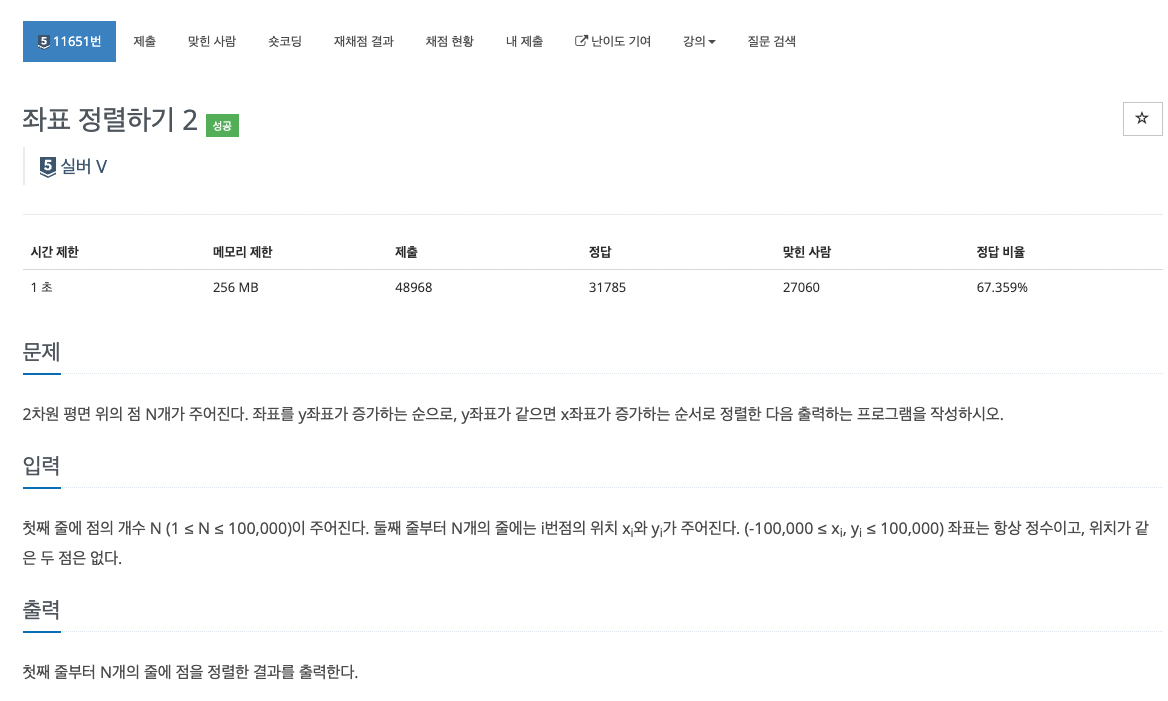 5 11651번 제출 맞힌 사람 숏코딩 재채점 결과 채점 현황 내 제출 난이도 기여 강의 질문 검색
좌표 정렬하기 2 성공
5 실버 V
시간 제한 메모리 제한 제출 정답 맞힌 사람 정답 비율
1 초 256 MB 48968 31785 27060 67.359%
문제
2차원 평면 위의 점 N개가 주어진다. 좌표를 y좌표가 증가하는 순으로, y좌표가 같으면 x좌표가 증가하는 순서로 정렬한 다음 출력하는 프로그램을 작성하시오.
입력
첫째 줄에 점의 개수 N (1 ≤ N ≤ 100,000)이 주어진다. 둘째 줄부터 N개의 줄에는 i번점의 위치 xi와 yi가 주어진다. (-100,000 ≤ xi, yi ≤ 100,000) 좌표는 항상 정수이고, 위치가 같
은 두 점은 없다.
출력
첫째 줄부터 N개의 줄에 점을 정렬한 결과를 출력한다.